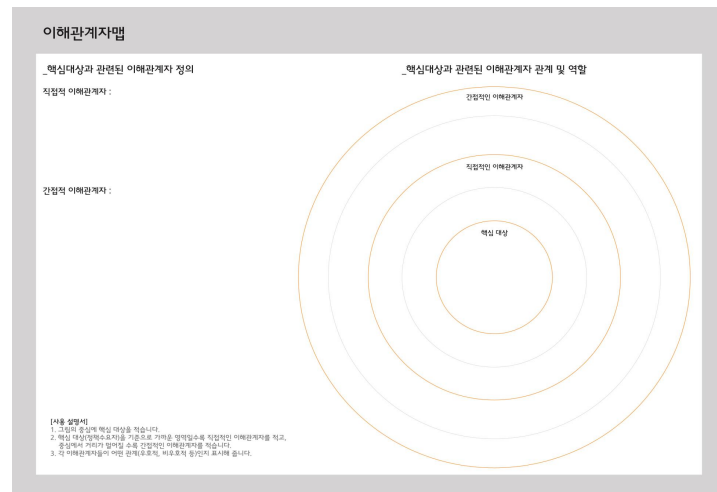 이해관계자맵
_핵심대상과 관련된 이해관계자 정의
직접적 이해관계자 :
간접적 이해관계자 :
[사용 설명서]
1. 그림의 중심에 핵심 대상을 적습니다.
2. 핵심 대상(정책수요자)을 기준으로 가까운 영역일수록 직접적인 이해관계자를 적고,
중심에서 거리가 멀어질 수록 간접적인 이해관계자를 적습니다.
3. 각 이해관계자들이 어떤 관계(우호적, 비우호적 등)인지 표시해 줍니다.
_핵심대상과 관련된 이해관계자 관계 및 역할
간접적인 이해관계자
직접적인 이해관계자
핵심 대상